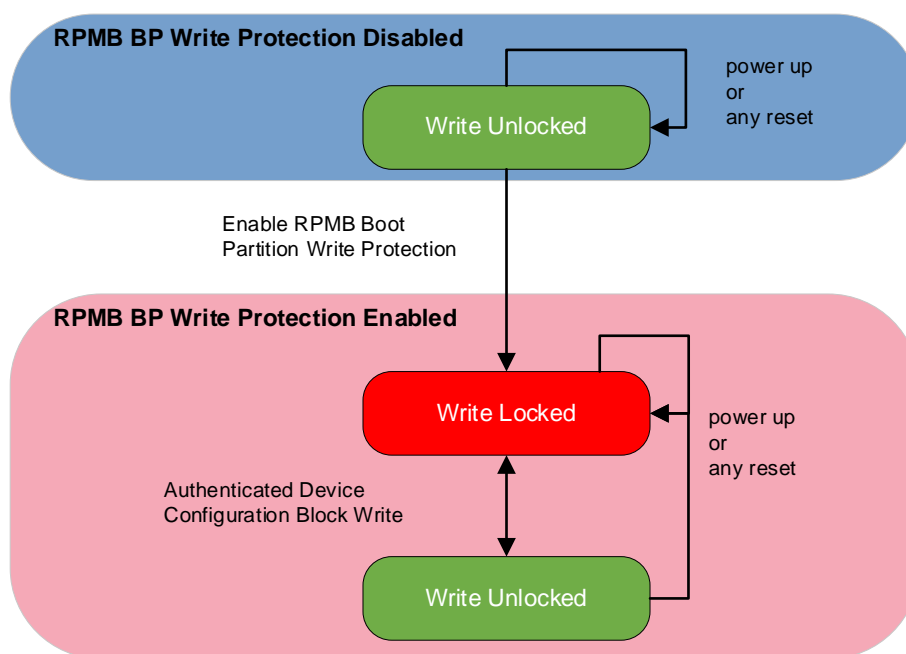 RPMB BP Write Protection Disabled
power up
or
any reset
Write Unlocked
Enable RPMB Boot
Partition Write Protection
RPMB BP Write Protection Enabled
Write Locked
power up
or
any reset
Authenticated Device
Configuration Block Write
Write Unlocked